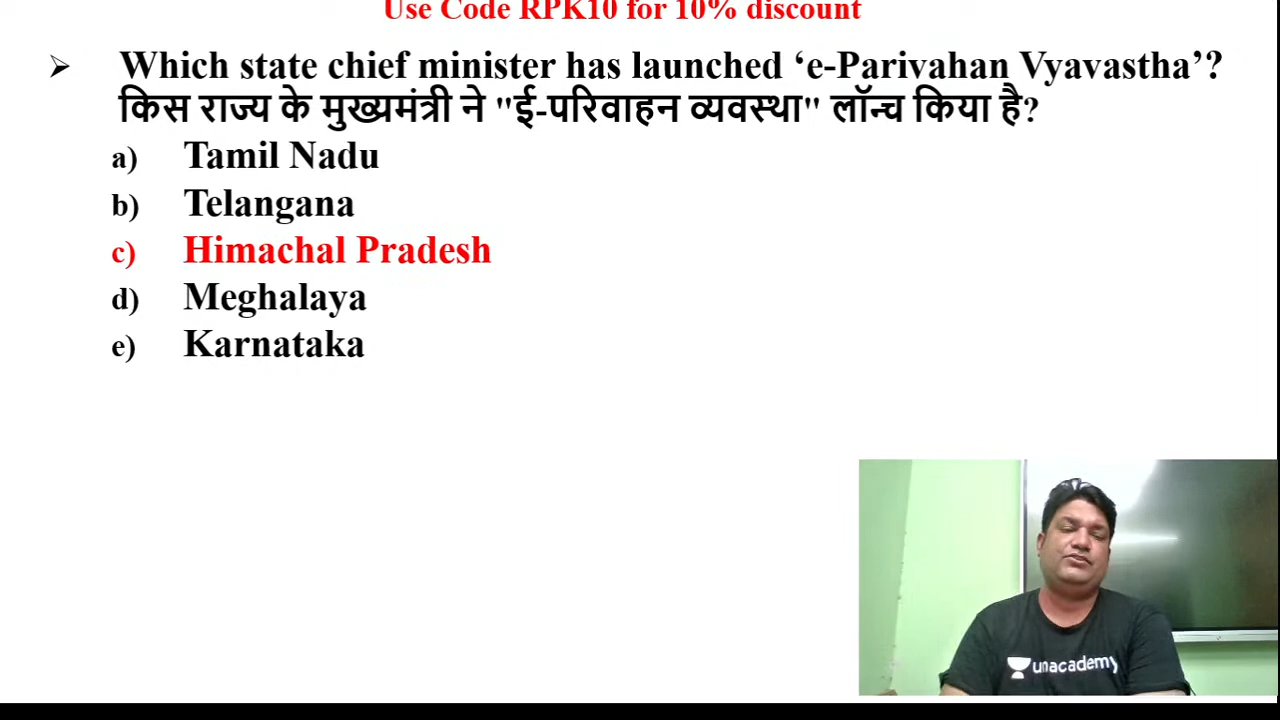 Use Code RPK10 for 10% discount
➢ Which state chief minister has launched ‘e-Parivahan Vyavastha’?
किस राज्य के मुख्यमंत्री ने "ई-परिवाहन व्यवस्था" लॉन्च किया है?
a) Tamil Nadu
b) Telangana
c) Himachal Pradesh
d) Meghalaya
e) Karnataka
unacademy